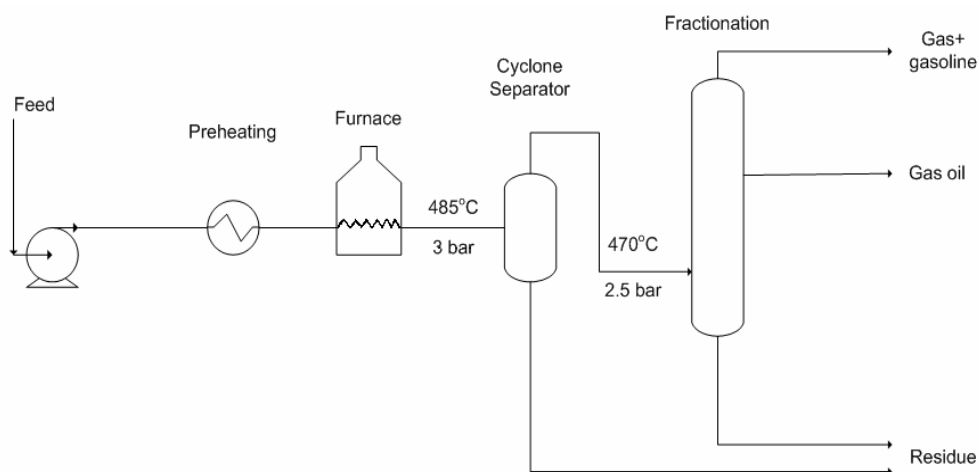 Fractionation
Gas+
gasoline
Cyclone
Separator
Feed
Furnace
Preheating
Gas oil
485°C
3 bar
470°C
2.5 bar
Residue